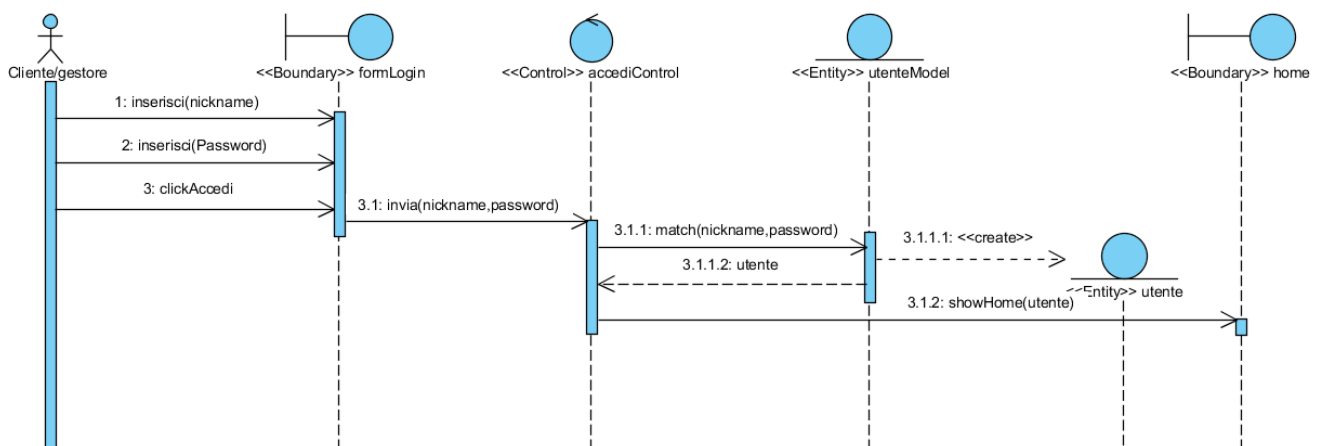 Cliente/gestore
<<Boundary>> formLogin
<<Control>> accediControl
<<Entity>> utenteModel
<<Boundary>> home
1: inserisci(nickname)
2: inserisci(Password)
3: clickAccedi
3.1: invia(nickname,password)
3.1.1: match(nickname,password)
3.1.1.1: <<create>>
3.1.1.2: utente
<<Entity>> utente
3.1.2: showHome(utente)